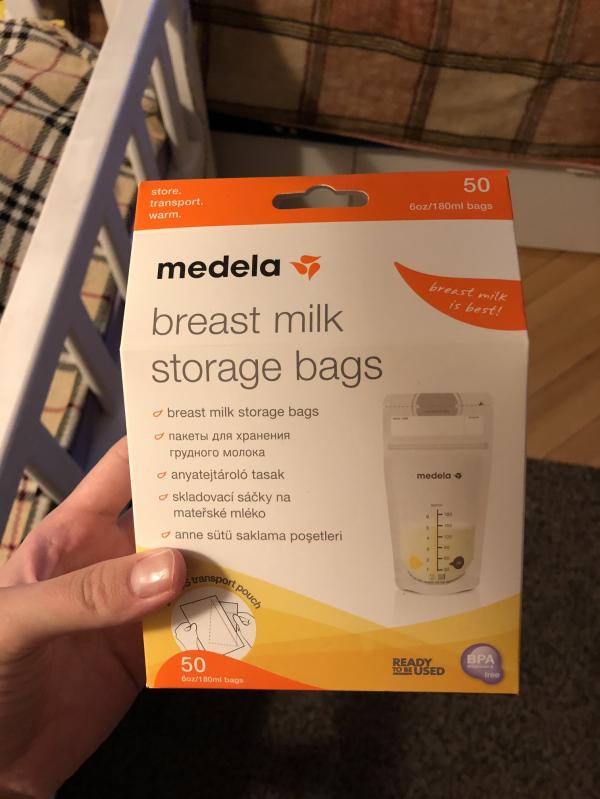 store.
transport.
warm.
50
6oz/180ml bags
medela
breast milk
is best!
breast milk
storage bags
breast milk storage bags
пакеты для хранения
грудного молока
anyatejtároló tasak
skladovací sáčky na
mateřské mléko
anne sütü saklama poşetleri
medela
transport pouch
50
6oz/180ml bags
READY
TO BE USED
BPA
free